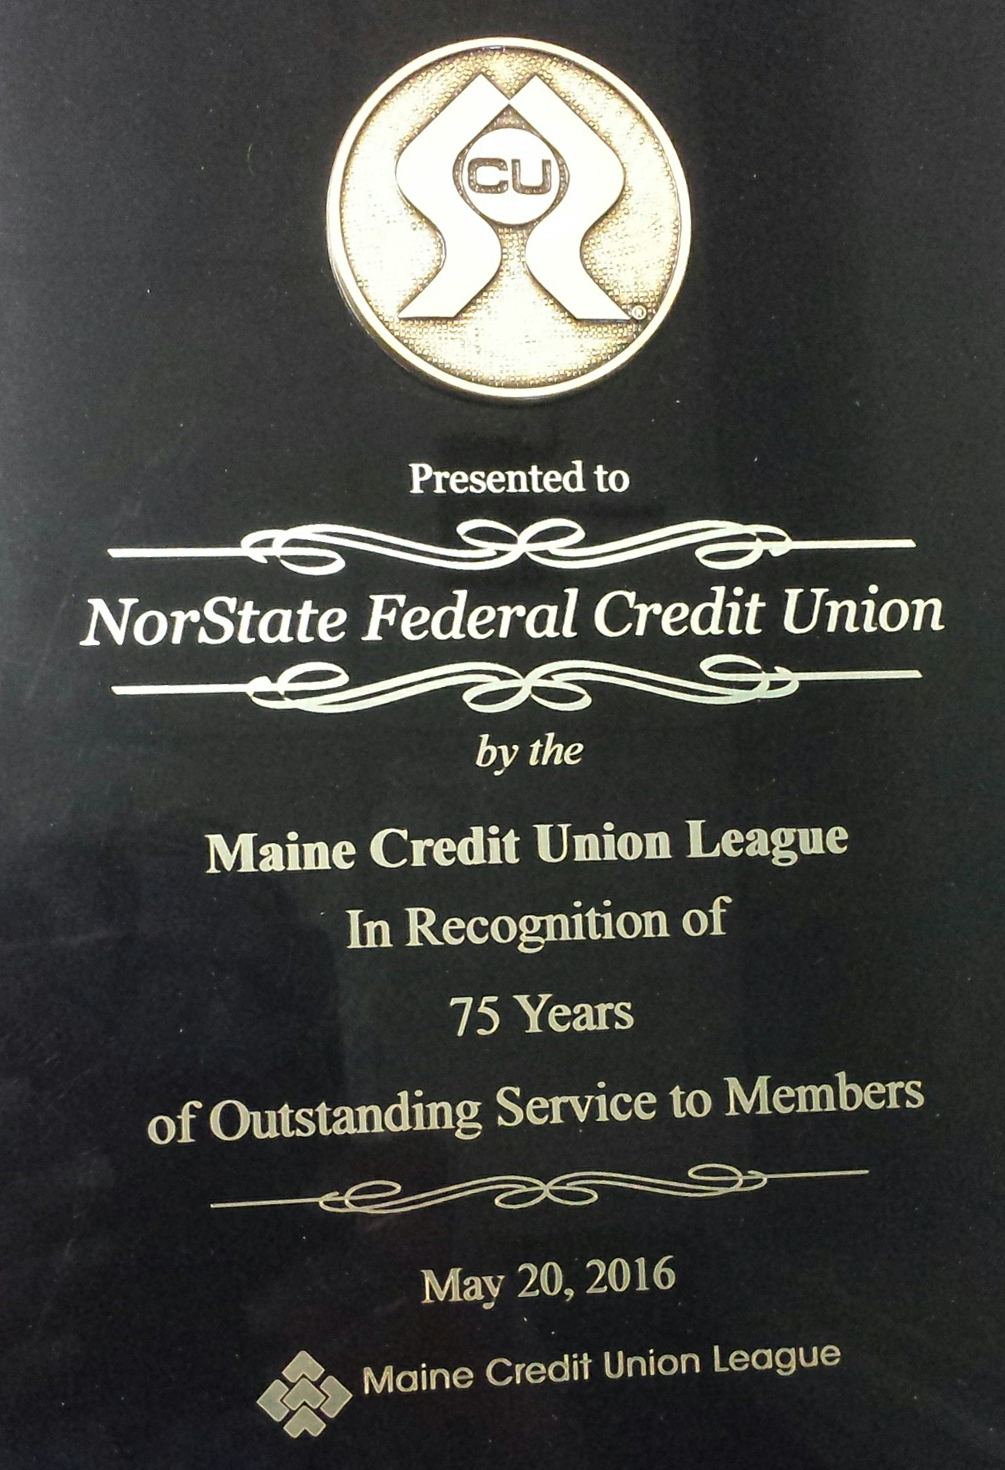 CU
®
Presented to
NorState Federal Credit Union
by the
Maine Credit Union League
In Recognition of
75 Years
of Outstanding Service to Members
May 20, 2016
Maine Credit Union League